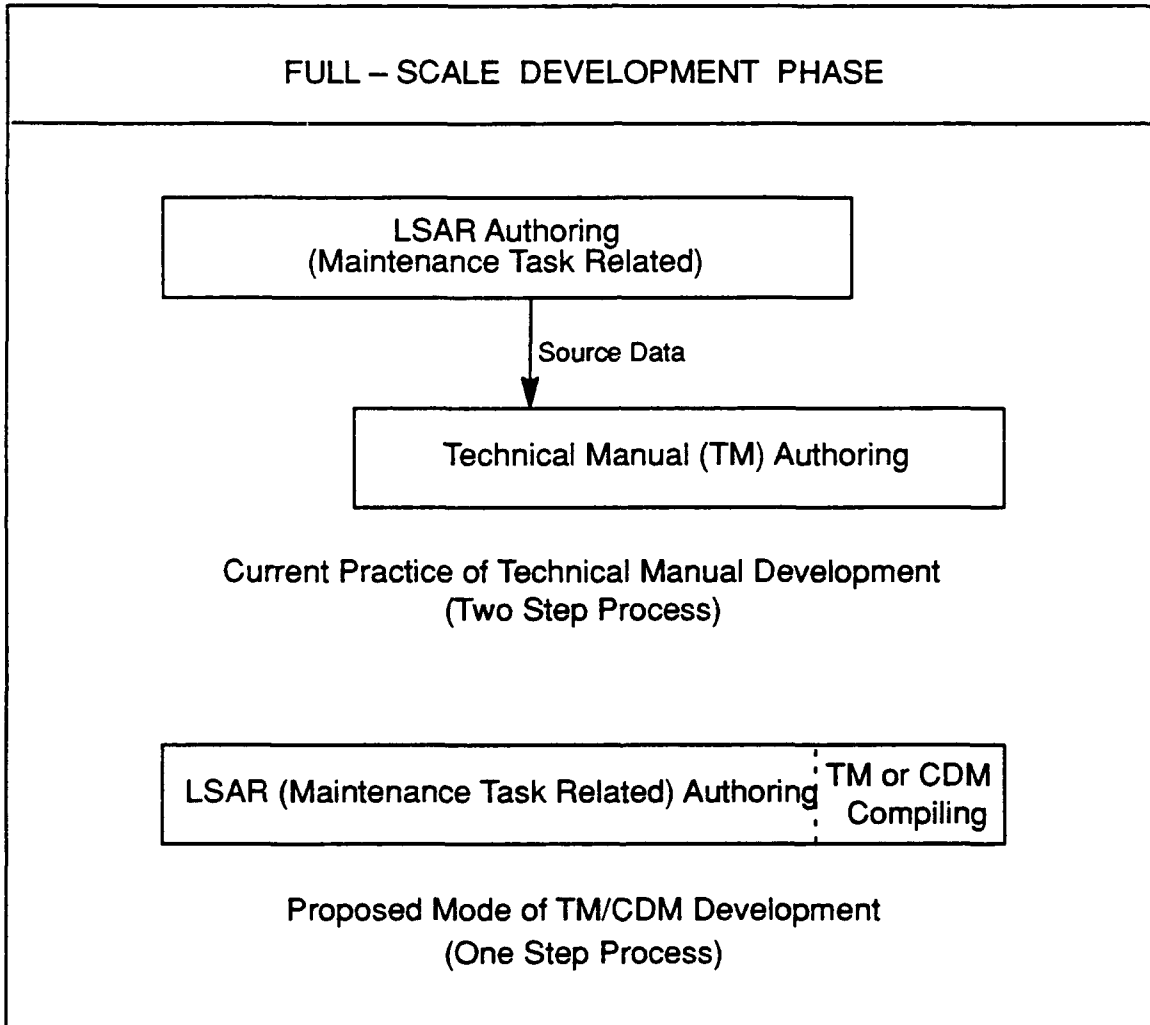 FULL – SCALE DEVELOPMENT PHASE
LSAR Authoring
(Maintenance Task Related)
Source Data
Technical Manual (TM) Authoring
Current Practice of Technical Manual Development
(Two Step Process)
LSAR (Maintenance Task Related) Authoring
TM or CDM
Compiling
Proposed Mode of TM/CDM Development
(One Step Process)